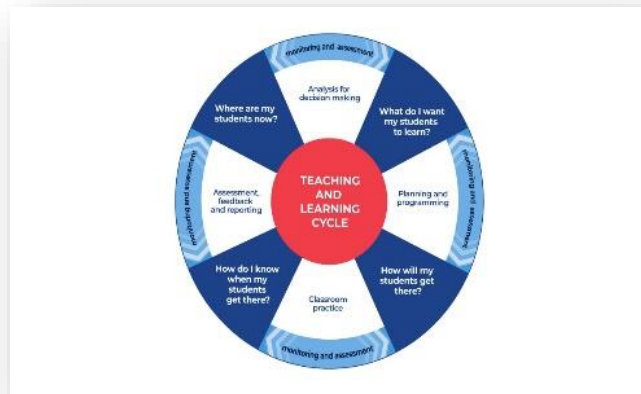 monitoring and assessment
Analysis for
decision making
Where are my
students now?
What do I want
my students
to learn?
monitoring and assessment
Assessment,
feedback
and reporting
TEACHING
AND
LEARNING
CYCLE
Planning and
programming
monitoring and assessment
How do I know
when my
students
get there?
Classroom
practice
How will my
students get
there?
monitoring and assessment